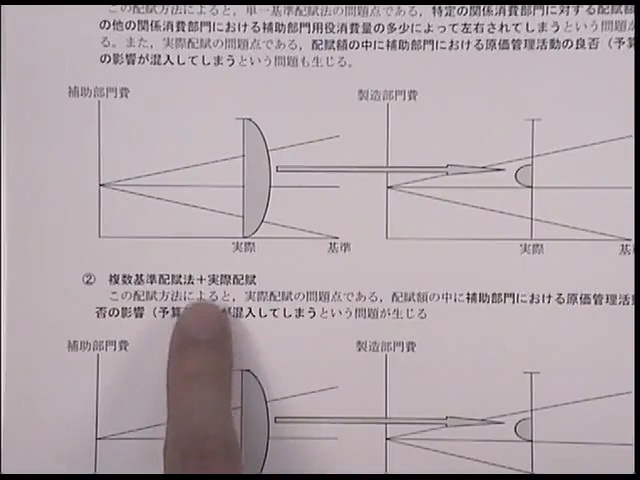 この配賦方法によると，単一基準配賦法の問題点である，特定の関係消費部門に対する配賦額
の他の関係消費部門における補助部門用役消費量の多少によって左右されてしまうという問題が
る。また，実際配賦の問題点である，配賦額の中に補助部門における原価管理活動の良否（予算
の影響が混入してしまうという問題も生じる。
補助部門費
製造部門費
実際
基準
実際
基
② 複数基準配賦法＋実際配賦
この配賦方法によると，実際配賦の問題点である，配賦額の中に補助部門における原価管理活
否の影響（予算 が混入してしまうという問題が生じる
補助部門費
製造部門費